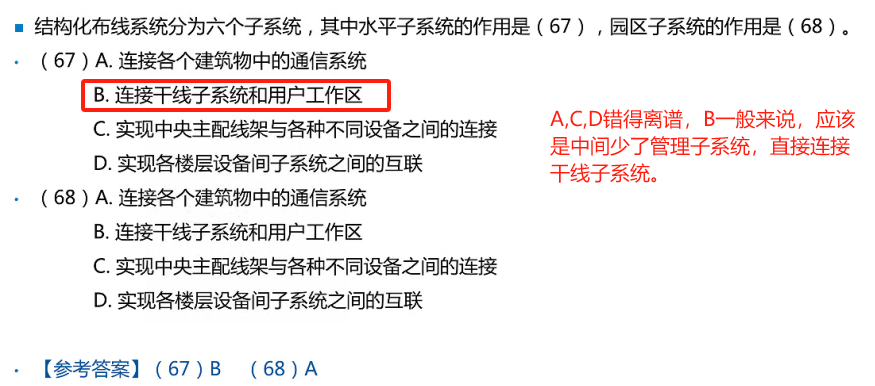 结构化布线系统分为六个子系统，其中水平子系统的作用是（67），园区子系统的作用是（68）。
（67）A. 连接各个建筑物中的通信系统
B. 连接干线子系统和用户工作区
C. 实现中央主配线架与各种不同设备之间的连接
D. 实现各楼层设备间子系统之间的互联
A,C,D错得离谱，B一般来说，应该
是中间少了管理子系统，直接连接
干线子系统。
（68）A. 连接各个建筑物中的通信系统
B. 连接干线子系统和用户工作区
C. 实现中央主配线架与各种不同设备之间的连接
D. 实现各楼层设备间子系统之间的互联
【参考答案】（67）B （68）A